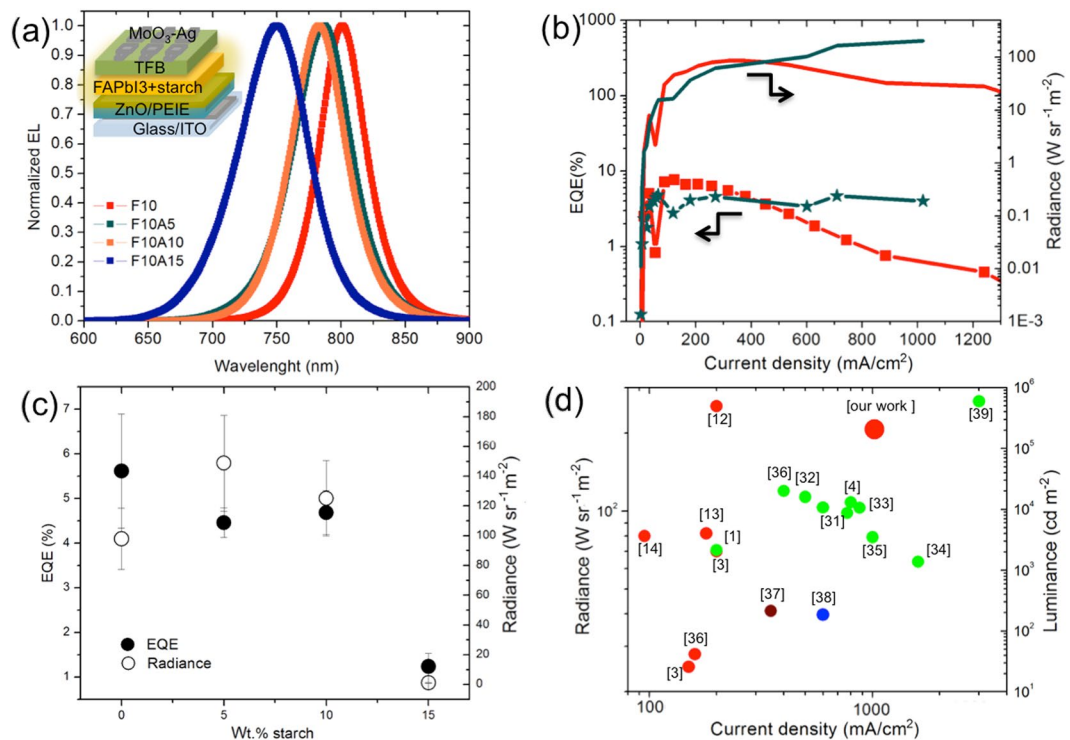 (a)
MoO3-Ag
TFB
FAPbI3+starch
ZnO/PEIE
Glass/ITO
F10
F10A5
F10A10
F10A15
Normalized EL
1.0
0.9
0.8
0.7
0.6
0.5
0.4
0.3
0.2
0.1
0.0
600 650 700 750 800 850 900
Wavelenght (nm)
(b)
EQE(%)
1000
100
10
1
0.1
Radiance (W sr-1m-2)
100
10
1
0.1
0.01
1E-3
0 200 400 600 800 1000 1200
Current density (mA/cm2)
(c)
EQE (%)
7
6
5
4
3
2
1
EQE
Radiance
Radiance (W sr-1 m-2)
200
180
160
140
120
100
80
60
40
20
0
0 5 10 15
Wt.% starch
(d)
Radiance (W sr-1 m-2)
102
[our work ]
[12]
[39]
[36]
[32]
[4]
[33]
[31]
[13]
[14]
[1]
[3]
[35]
[34]
[37]
[38]
[36]
[3]
Luminance (cd m-2)
106
105
104
103
102
101
100 1000
Current density (mA/cm2)